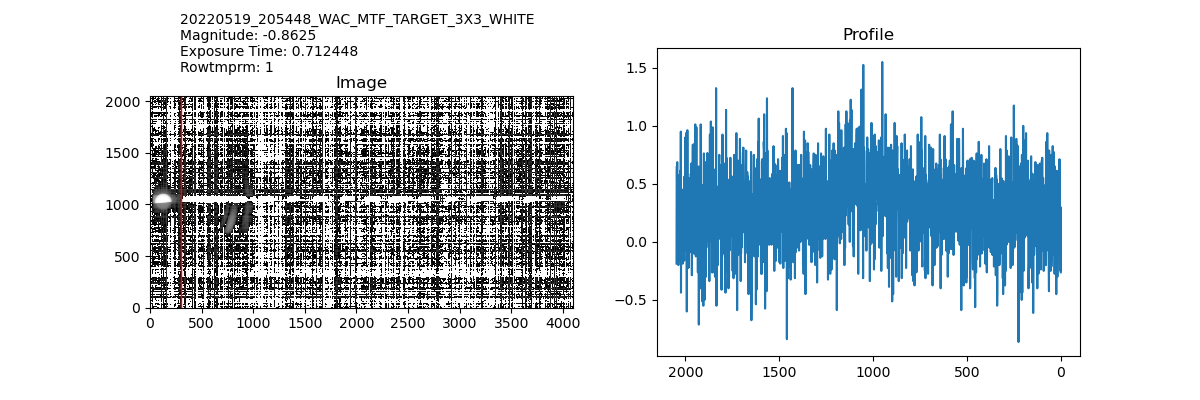 20220519_205448_WAC_MTF_TARGET_3X3_WHITE
Magnitude: -0.8625
Exposure Time: 0.712448
Rowtmprm: 1
Image
2000
1500
1000
500
0
0 500 1000 1500 2000 2500 3000 3500 4000
Profile
1.5
1.0
0.5
0.0
−0.5
2000 1500 1000 500 0